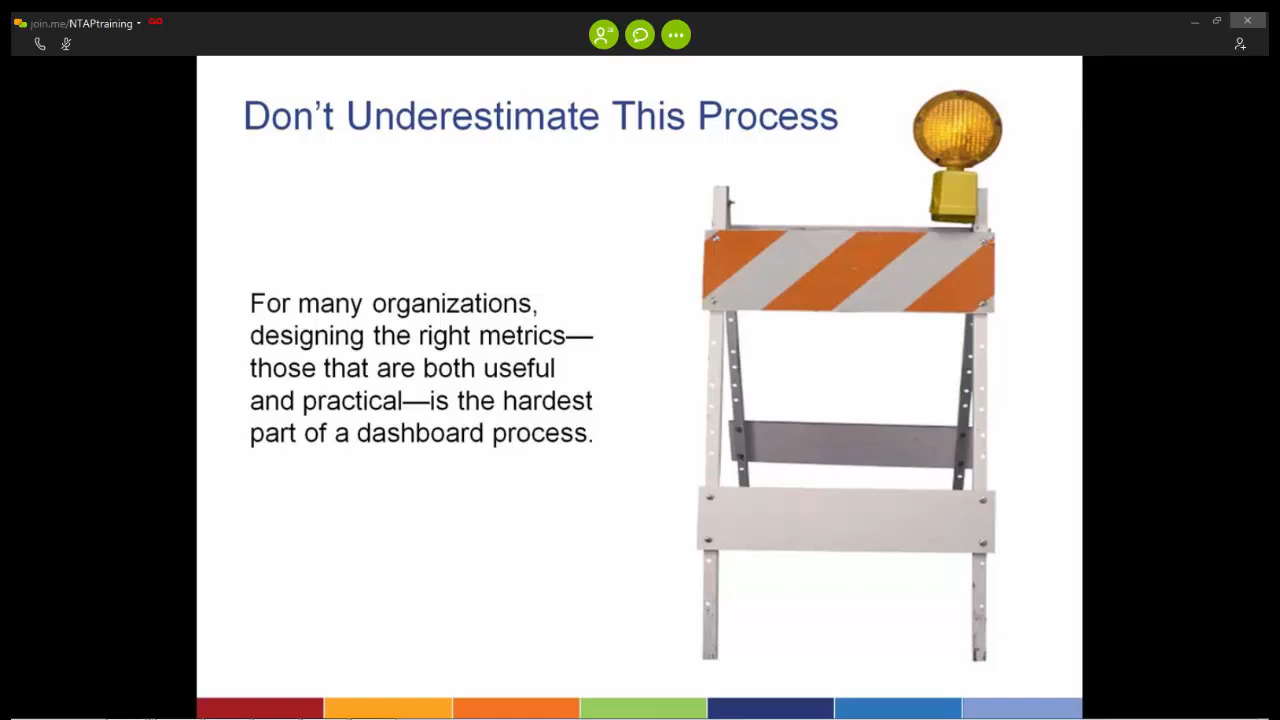 join.me/NTAPtraining
Don't Underestimate This Process
For many organizations,
designing the right metrics—
those that are both useful
and practical—is the hardest
part of a dashboard process.